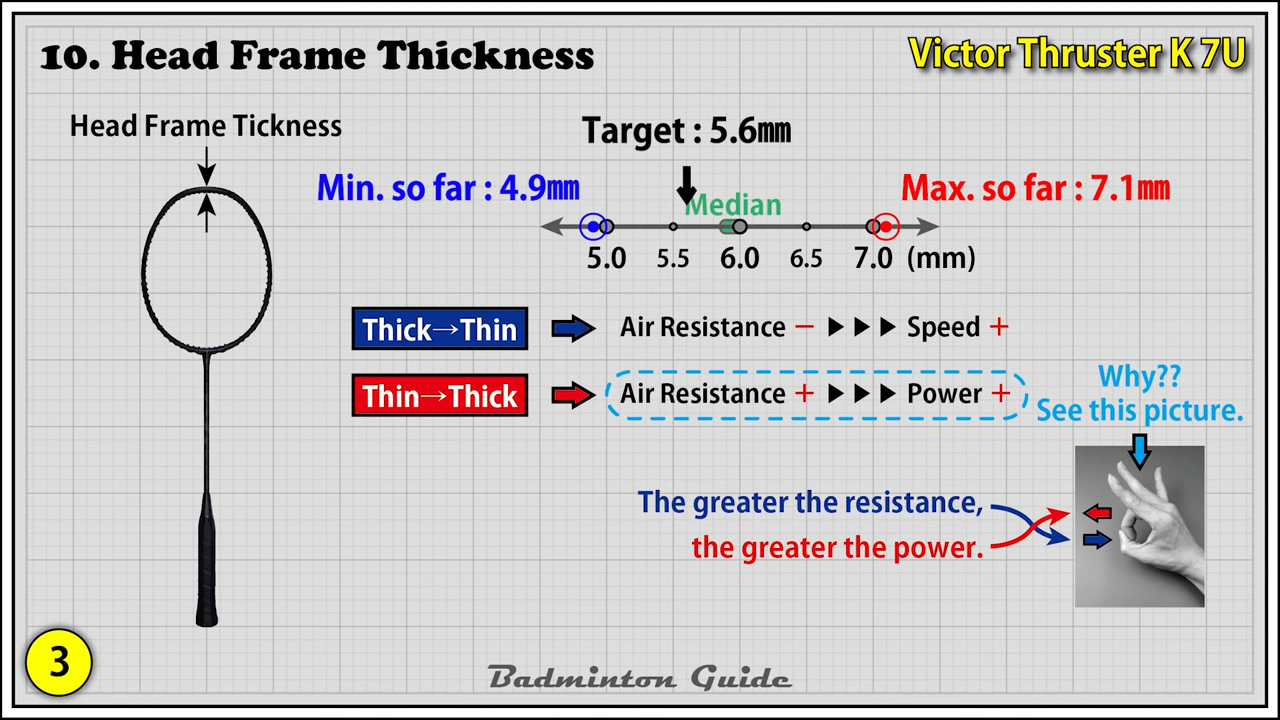 10. Head Frame Thickness
Victor Thruster K 7U
Head Frame Tickness
Target : 5.6㎜
Min. so far : 4.9㎜
Max. so far : 7.1㎜
Median
5.0 5.5 6.0 6.5 7.0 (mm)
Thick→Thin
Air Resistance － ▶ ▶ ▶ Speed ＋
Thin→Thick
Air Resistance ＋ ▶ ▶ ▶ Power ＋
Why??
See this picture.
The greater the resistance,
the greater the power.
3
Badminton Guide